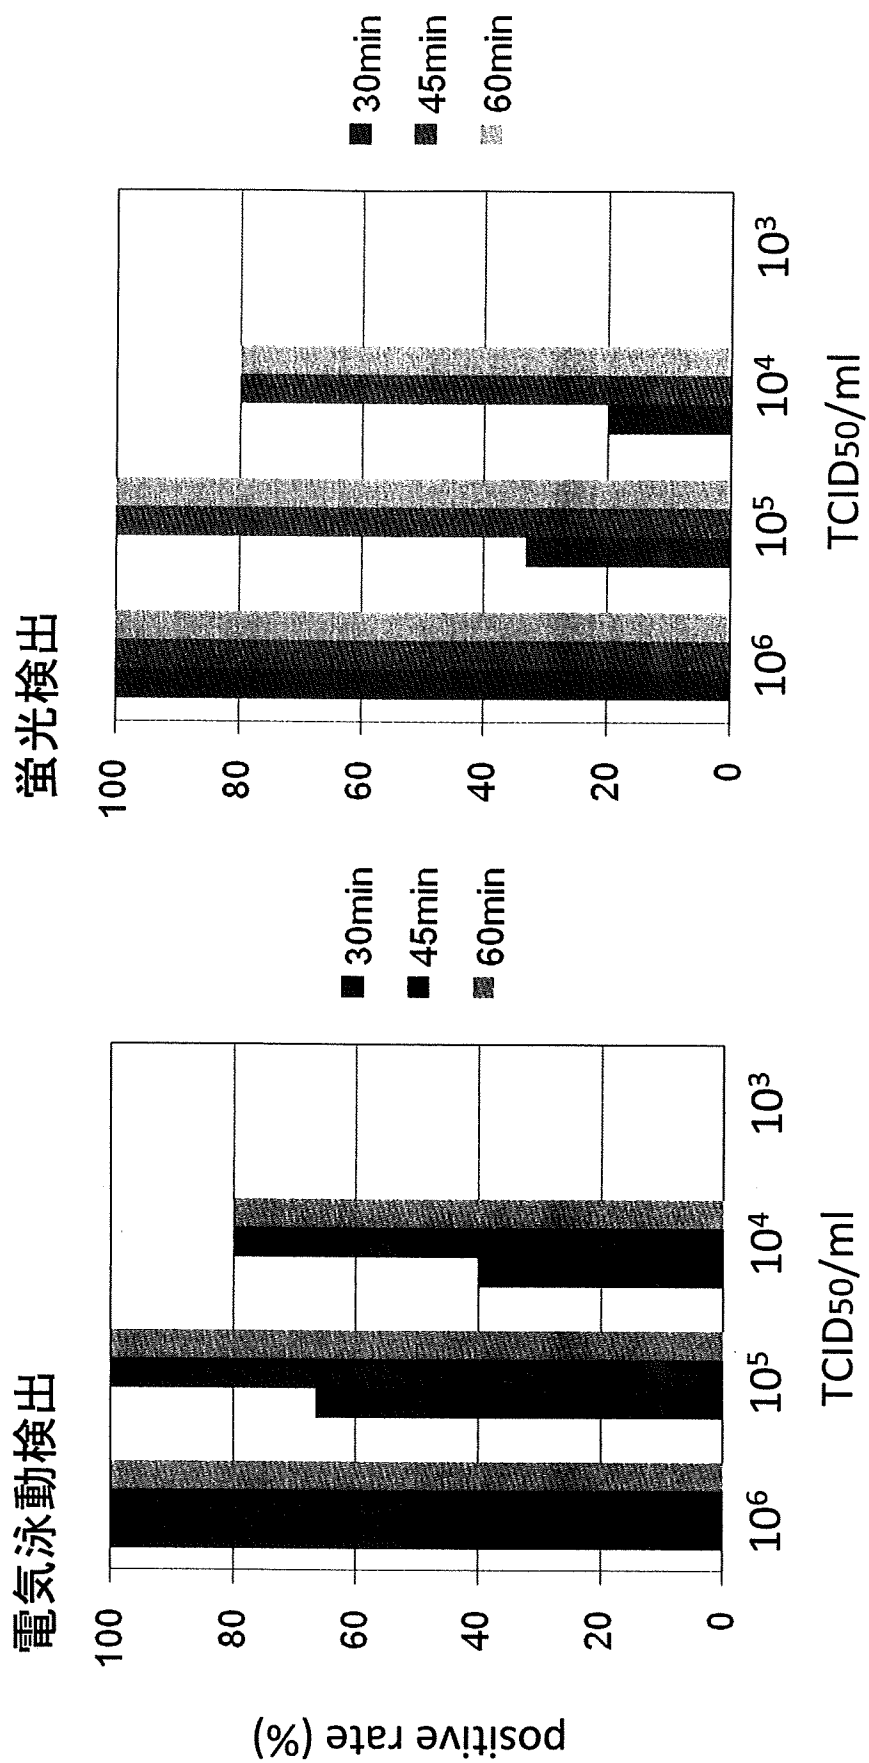 電気泳動検出
positive rate (%)
100
80
60
40
20
0
10⁶
10⁵
10⁴
10³
TCID50/ml
30min
45min
60min
蛍光検出
100
80
60
40
20
0
10⁶
10⁵
10⁴
10³
TCID50/ml
30min
45min
60min